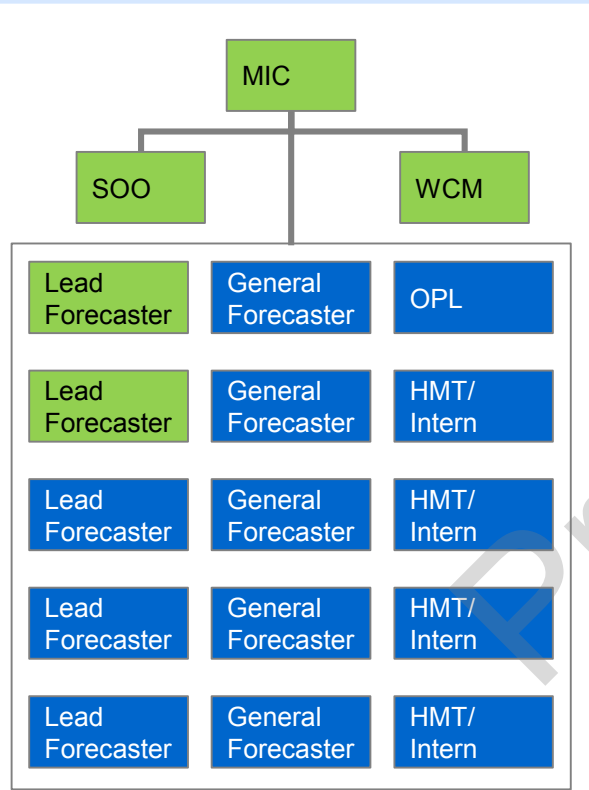 MIC
SOO
WCM
Lead
Forecaster
General
Forecaster
OPL
Lead
Forecaster
General
Forecaster
HMT/
Intern
Lead
Forecaster
General
Forecaster
HMT/
Intern
Lead
Forecaster
General
Forecaster
HMT/
Intern
Lead
Forecaster
General
Forecaster
HMT/
Intern